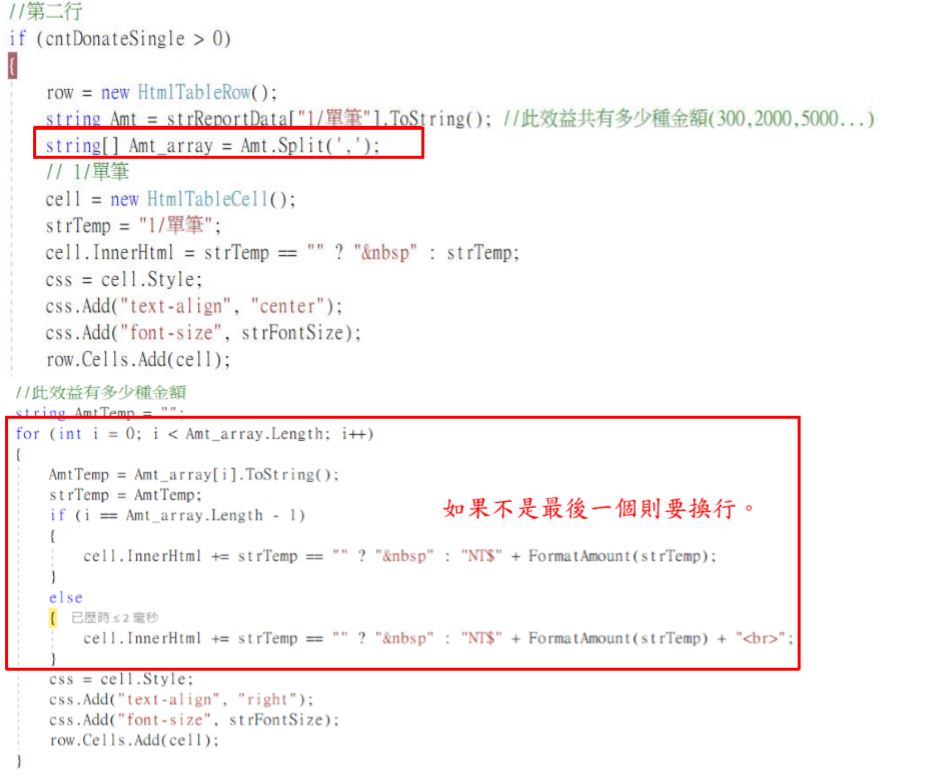 //第二行
if (cntDonateSingle > 0)
{
row = new HtmlTableRow();
string Amt = strReportData["1/單筆"].ToString(); //此效益共有多少種金額(300,2000,5000...)
string[] Amt_array = Amt.Split(',');
// 1/單筆
cell = new HtmlTableCell();
strTemp = "1/單筆";
cell.InnerHtml = strTemp == "" ? "&nbsp" : strTemp;
css = cell.Style;
css.Add("text-align", "center");
css.Add("font-size", strFontSize);
row.Cells.Add(cell);
//此效益有多少種金額
string AmtTemp = "";
for (int i = 0; i < Amt_array.Length; i++)
{
AmtTemp = Amt_array[i].ToString();
strTemp = AmtTemp;
如果不是最後一個則要換行。
if (i == Amt_array.Length - 1)
{
cell.InnerHtml += strTemp == "" ? "&nbsp" : "NT$" + FormatAmount(strTemp);
}
else
{ 已歷時 ≤ 2 毫秒
cell.InnerHtml += strTemp == "" ? "&nbsp" : "NT$" + FormatAmount(strTemp) + "<br>";
}
css = cell.Style;
css.Add("text-align", "right");
css.Add("font-size", strFontSize);
row.Cells.Add(cell);
}